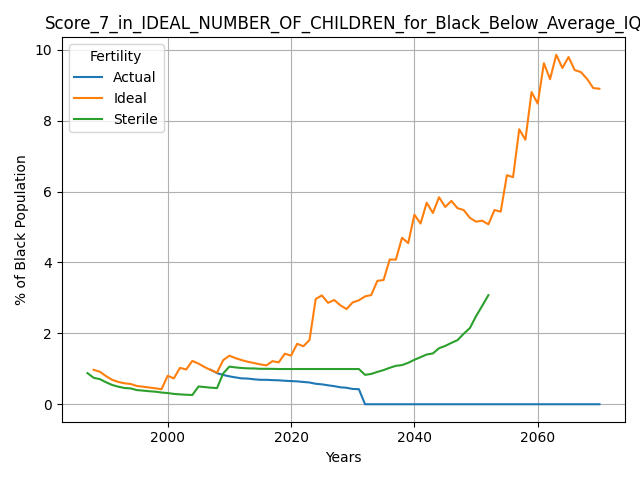 Score_7_in_IDEAL_NUMBER_OF_CHILDREN_for_Black_Below_Average_IQ
Fertility
Actual
Ideal
Sterile
% of Black Population
10
8
6
4
2
0
2000 2020 2040 2060
Years